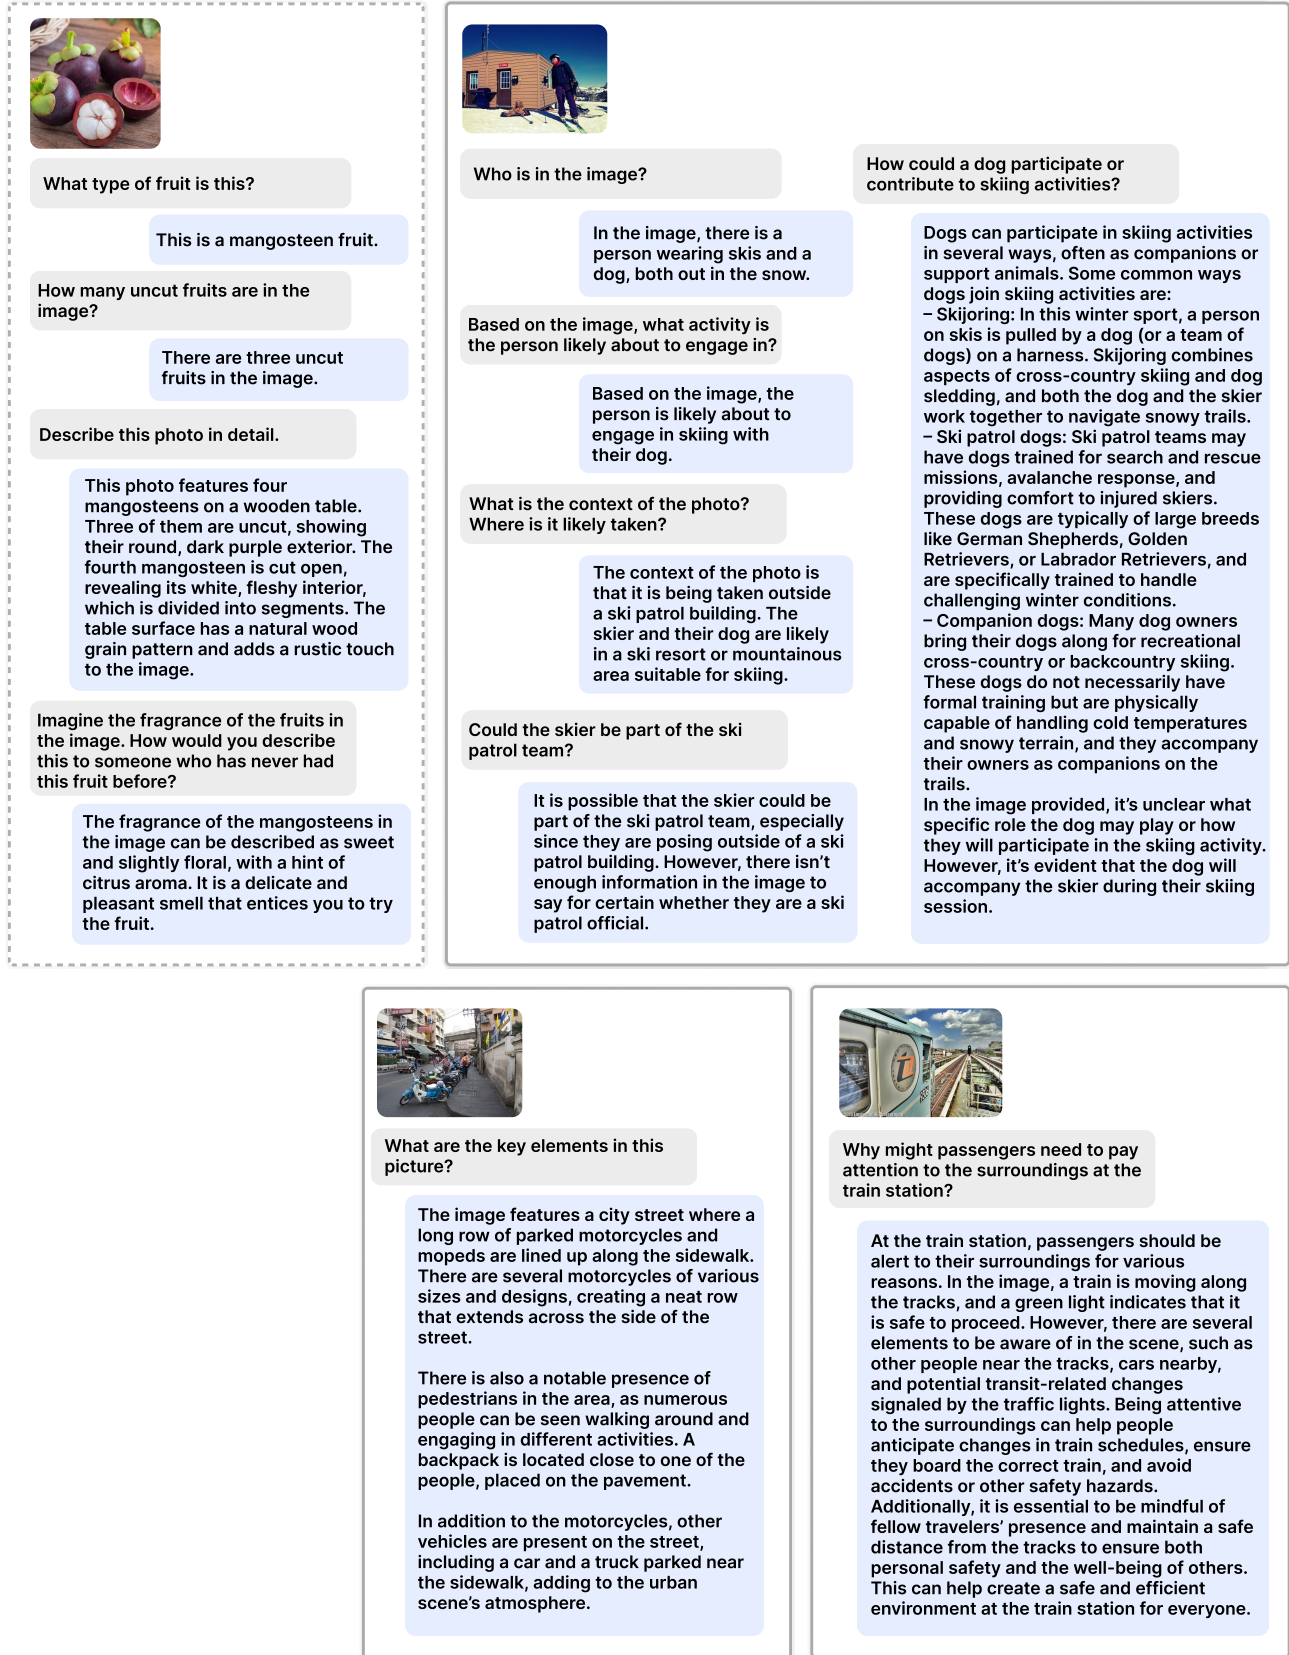 What type of fruit is this?
This is a mangosteen fruit.
How many uncut fruits are in the
image?
There are three uncut
fruits in the image.
Describe this photo in detail.
This photo features four
mangosteens on a wooden table.
Three of them are uncut, showing
their round, dark purple exterior. The
fourth mangosteen is cut open,
revealing its white, fleshy interior,
which is divided into segments. The
table surface has a natural wood
grain pattern and adds a rustic touch
to the image.
Imagine the fragrance of the fruits in
the image. How would you describe
this to someone who has never had
this fruit before?
The fragrance of the mangosteens in
the image can be described as sweet
and slightly floral, with a hint of
citrus aroma. It is a delicate and
pleasant smell that entices you to try
the fruit.
Who is in the image?
In the image, there is a
person wearing skis and a
dog, both out in the snow.
Based on the image, what activity is
the person likely about to engage in?
Based on the image, the
person is likely about to
engage in skiing with
their dog.
What is the context of the photo?
Where is it likely taken?
The context of the photo is
that it is being taken outside
a ski patrol building. The
skier and their dog are likely
in a ski resort or mountainous
area suitable for skiing.
Could the skier be part of the ski
patrol team?
It is possible that the skier could be
part of the ski patrol team, especially
since they are posing outside of a ski
patrol building. However, there isn't
enough information in the image to
say for certain whether they are a ski
patrol official.
How could a dog participate or
contribute to skiing activities?
Dogs can participate in skiing activities
in several ways, often as companions or
support animals. Some common ways
dogs join skiing activities are:
– Skijoring: In this winter sport, a person
on skis is pulled by a dog (or a team of
dogs) on a harness. Skijoring combines
aspects of cross-country skiing and dog
sledding, and both the dog and the skier
work together to navigate snowy trails.
– Ski patrol dogs: Ski patrol teams may
have dogs trained for search and rescue
missions, avalanche response, and
providing comfort to injured skiers.
These dogs are typically of large breeds
like German Shepherds, Golden
Retrievers, or Labrador Retrievers, and
are specifically trained to handle
challenging winter conditions.
– Companion dogs: Many dog owners
bring their dogs along for recreational
cross-country or backcountry skiing.
These dogs do not necessarily have
formal training but are physically
capable of handling cold temperatures
and snowy terrain, and they accompany
their owners as companions on the
trails.
In the image provided, it's unclear what
specific role the dog may play or how
they will participate in the skiing activity.
However, it's evident that the dog will
accompany the skier during their skiing
session.
What are the key elements in this
picture?
The image features a city street where a
long row of parked motorcycles and
mopeds are lined up along the sidewalk.
There are several motorcycles of various
sizes and designs, creating a neat row
that extends across the side of the
street.
There is also a notable presence of
pedestrians in the area, as numerous
people can be seen walking around and
engaging in different activities. A
backpack is located close to one of the
people, placed on the pavement.
In addition to the motorcycles, other
vehicles are present on the street,
including a car and a truck parked near
the sidewalk, adding to the urban
scene's atmosphere.
T
Why might passengers need to pay
attention to the surroundings at the
train station?
At the train station, passengers should be
alert to their surroundings for various
reasons. In the image, a train is moving along
the tracks, and a green light indicates that it
is safe to proceed. However, there are several
elements to be aware of in the scene, such as
other people near the tracks, cars nearby,
and potential transit-related changes
signaled by the traffic lights. Being attentive
to the surroundings can help people
anticipate changes in train schedules, ensure
they board the correct train, and avoid
accidents or other safety hazards.
Additionally, it is essential to be mindful of
fellow travelers' presence and maintain a safe
distance from the tracks to ensure both
personal safety and the well-being of others.
This can help create a safe and efficient
environment at the train station for everyone.